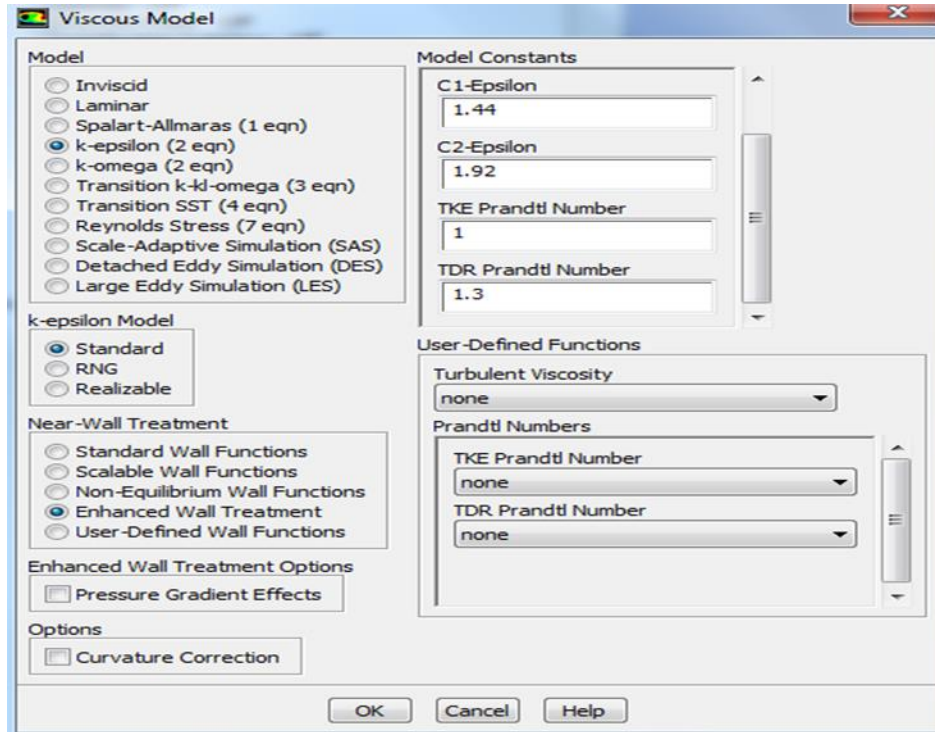 Viscous Model
Model
Inviscid
Laminar
Spalart-Allmaras (1 eqn)
k-epsilon (2 eqn)
k-omega (2 eqn)
Transition k-kl-omega (3 eqn)
Transition SST (4 eqn)
Reynolds Stress (7 eqn)
Scale-Adaptive Simulation (SAS)
Detached Eddy Simulation (DES)
Large Eddy Simulation (LES)
k-epsilon Model
Standard
RNG
Realizable
Near-Wall Treatment
Standard Wall Functions
Scalable Wall Functions
Non-Equilibrium Wall Functions
Enhanced Wall Treatment
User-Defined Wall Functions
Enhanced Wall Treatment Options
Pressure Gradient Effects
Options
Curvature Correction
Model Constants
C1-Epsilon
1.44
C2-Epsilon
1.92
TKE Prandtl Number
1
TDR Prandtl Number
1.3
User-Defined Functions
Turbulent Viscosity
none
Prandtl Numbers
TKE Prandtl Number
none
TDR Prandtl Number
none
OK
Cancel
Help